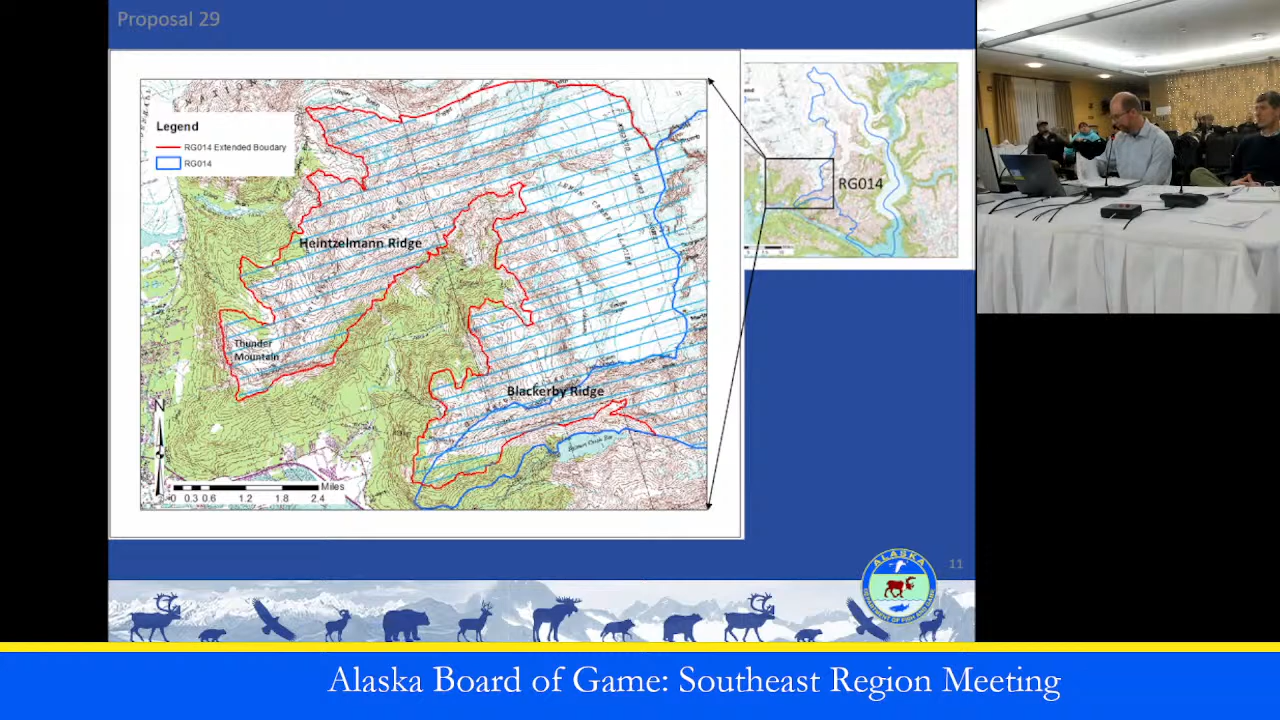 Proposal 29
Legend
RG014 Extended Boudary
RG014
Heintzelmann Ridge
Thunder
Mountain
Blackerby Ridge
N
Miles
0 0.3 0.6 1.2 1.8 2.4
RG014
11
ALASKA
Alaska Board of Game: Southeast Region Meeting